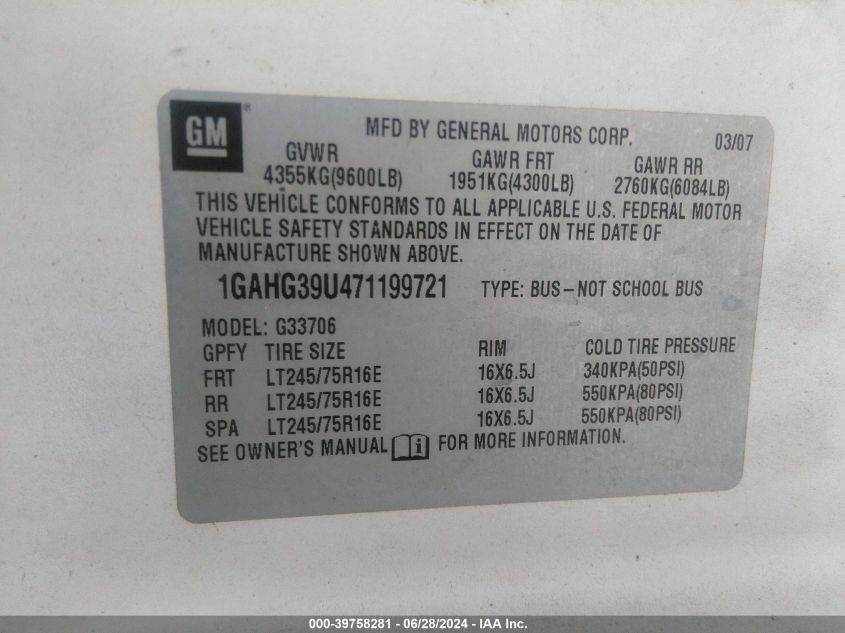 GM®
MFD BY GENERAL MOTORS CORP. 03/07
GVWR GAWR FRT GAWR RR
4355KG(9600LB) 1951KG(4300LB) 2760KG(6084LB)
THIS VEHICLE CONFORMS TO ALL APPLICABLE U.S. FEDERAL MOTOR
VEHICLE SAFETY STANDARDS IN EFFECT ON THE DATE OF
MANUFACTURE SHOWN ABOVE.
1GAHG39U471199721 TYPE: BUS–NOT SCHOOL BUS
MODEL: G33706
GPFY TIRE SIZE RIM COLD TIRE PRESSURE
FRT LT245/75R16E 16X6.5J 340KPA(50PSI)
RR LT245/75R16E 16X6.5J 550KPA(80PSI)
SPA LT245/75R16E 16X6.5J 550KPA(80PSI)
SEE OWNER'S MANUAL i FOR MORE INFORMATION.
000-39758281 - 06/28/2024 - IAA Inc.